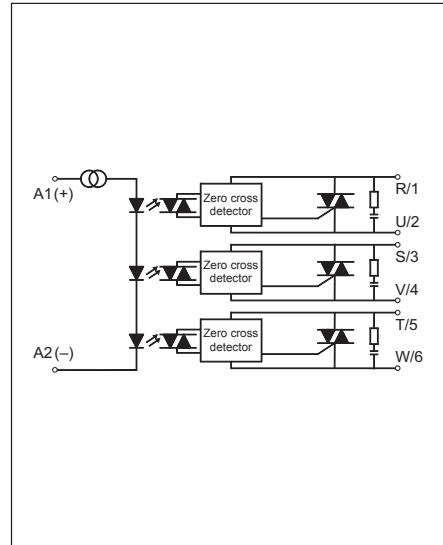 A1(+)
Zero cross
detector
R/1
U/2
Zero cross
detector
S/3
V/4
Zero cross
detector
T/5
W/6
A2(–)